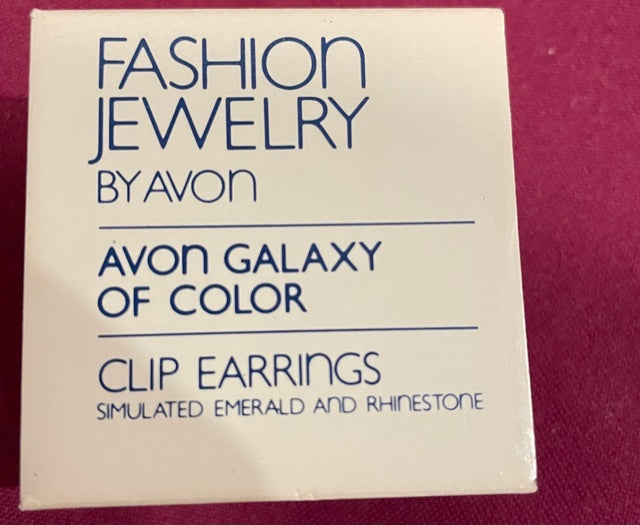 FASHION
JEWELRY
BY AVON
AVON GALAXY
OF COLOR
CLIP EARRINGS
SIMULATED EMERALD AND RHINESTONE